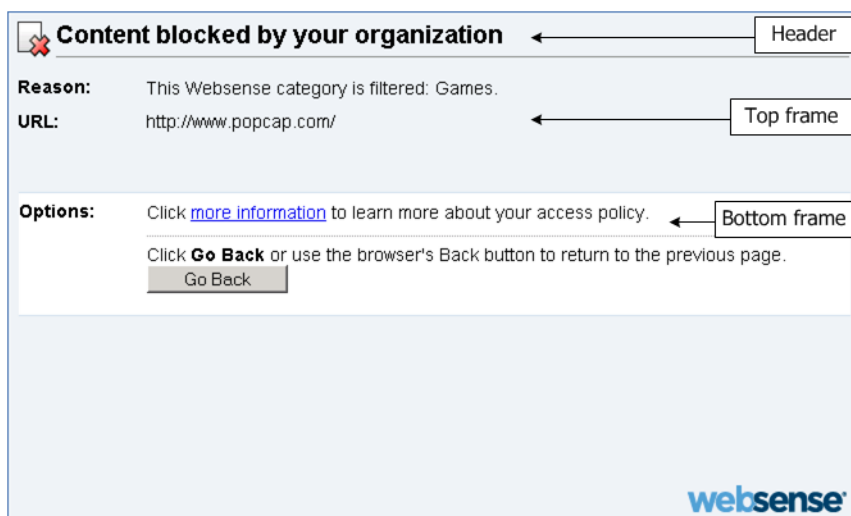 Content blocked by your organization
Header
Reason: This Websense category is filtered: Games.
URL: http://www.popcap.com/
Top frame
Options: Click more information to learn more about your access policy.
Bottom frame
Click Go Back or use the browser's Back button to return to the previous page.
Go Back
websense